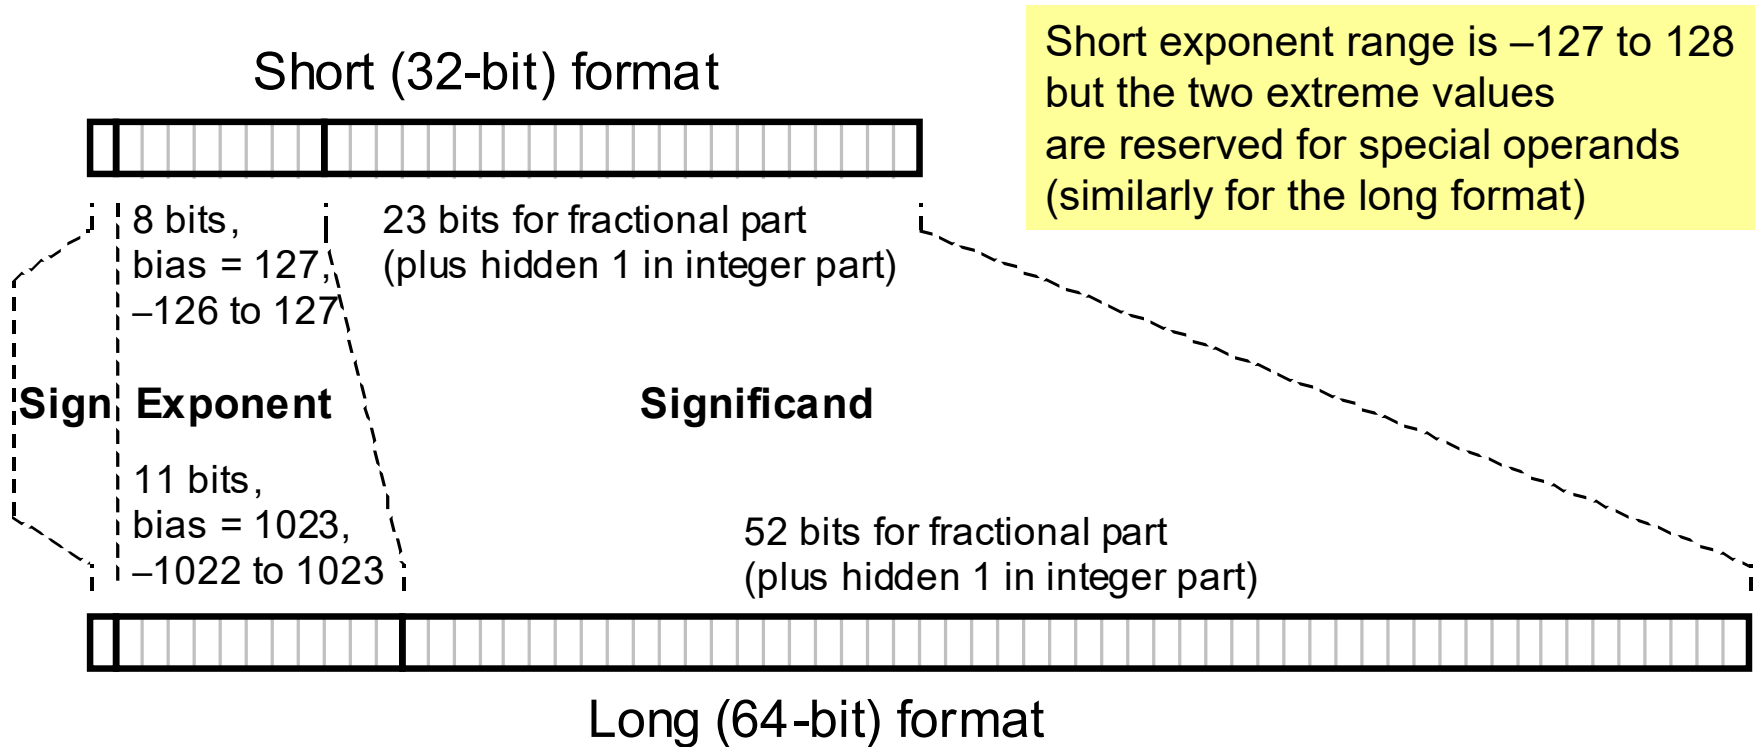 Short (32-bit) format
Short exponent range is –127 to 128
but the two extreme values
are reserved for special operands
(similarly for the long format)
8 bits,
bias = 127,
–126 to 127
23 bits for fractional part
(plus hidden 1 in integer part)
Sign Exponent Significand
11 bits,
bias = 1023,
–1022 to 1023
52 bits for fractional part
(plus hidden 1 in integer part)
Long (64-bit) format